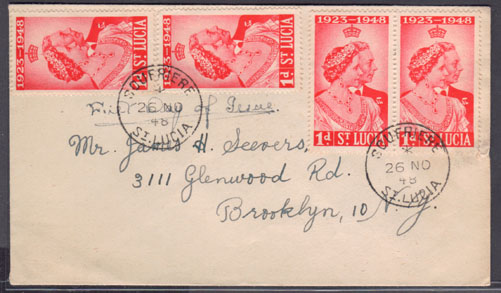 1923-1948
1d ST LUCIA
1923-1948
1d ST LUCIA
1923-1948
1d ST LUCIA
1923-1948
1d ST LUCIA
SOUFRIERE
*
26 NO
48
ST. LUCIA
First Day of Issue
Mr. James H. Seevers,
3111 Glenwood Rd.
Brooklyn, 10 N.Y.
SOUFRIERE
*
26 NO
48
ST. LUCIA